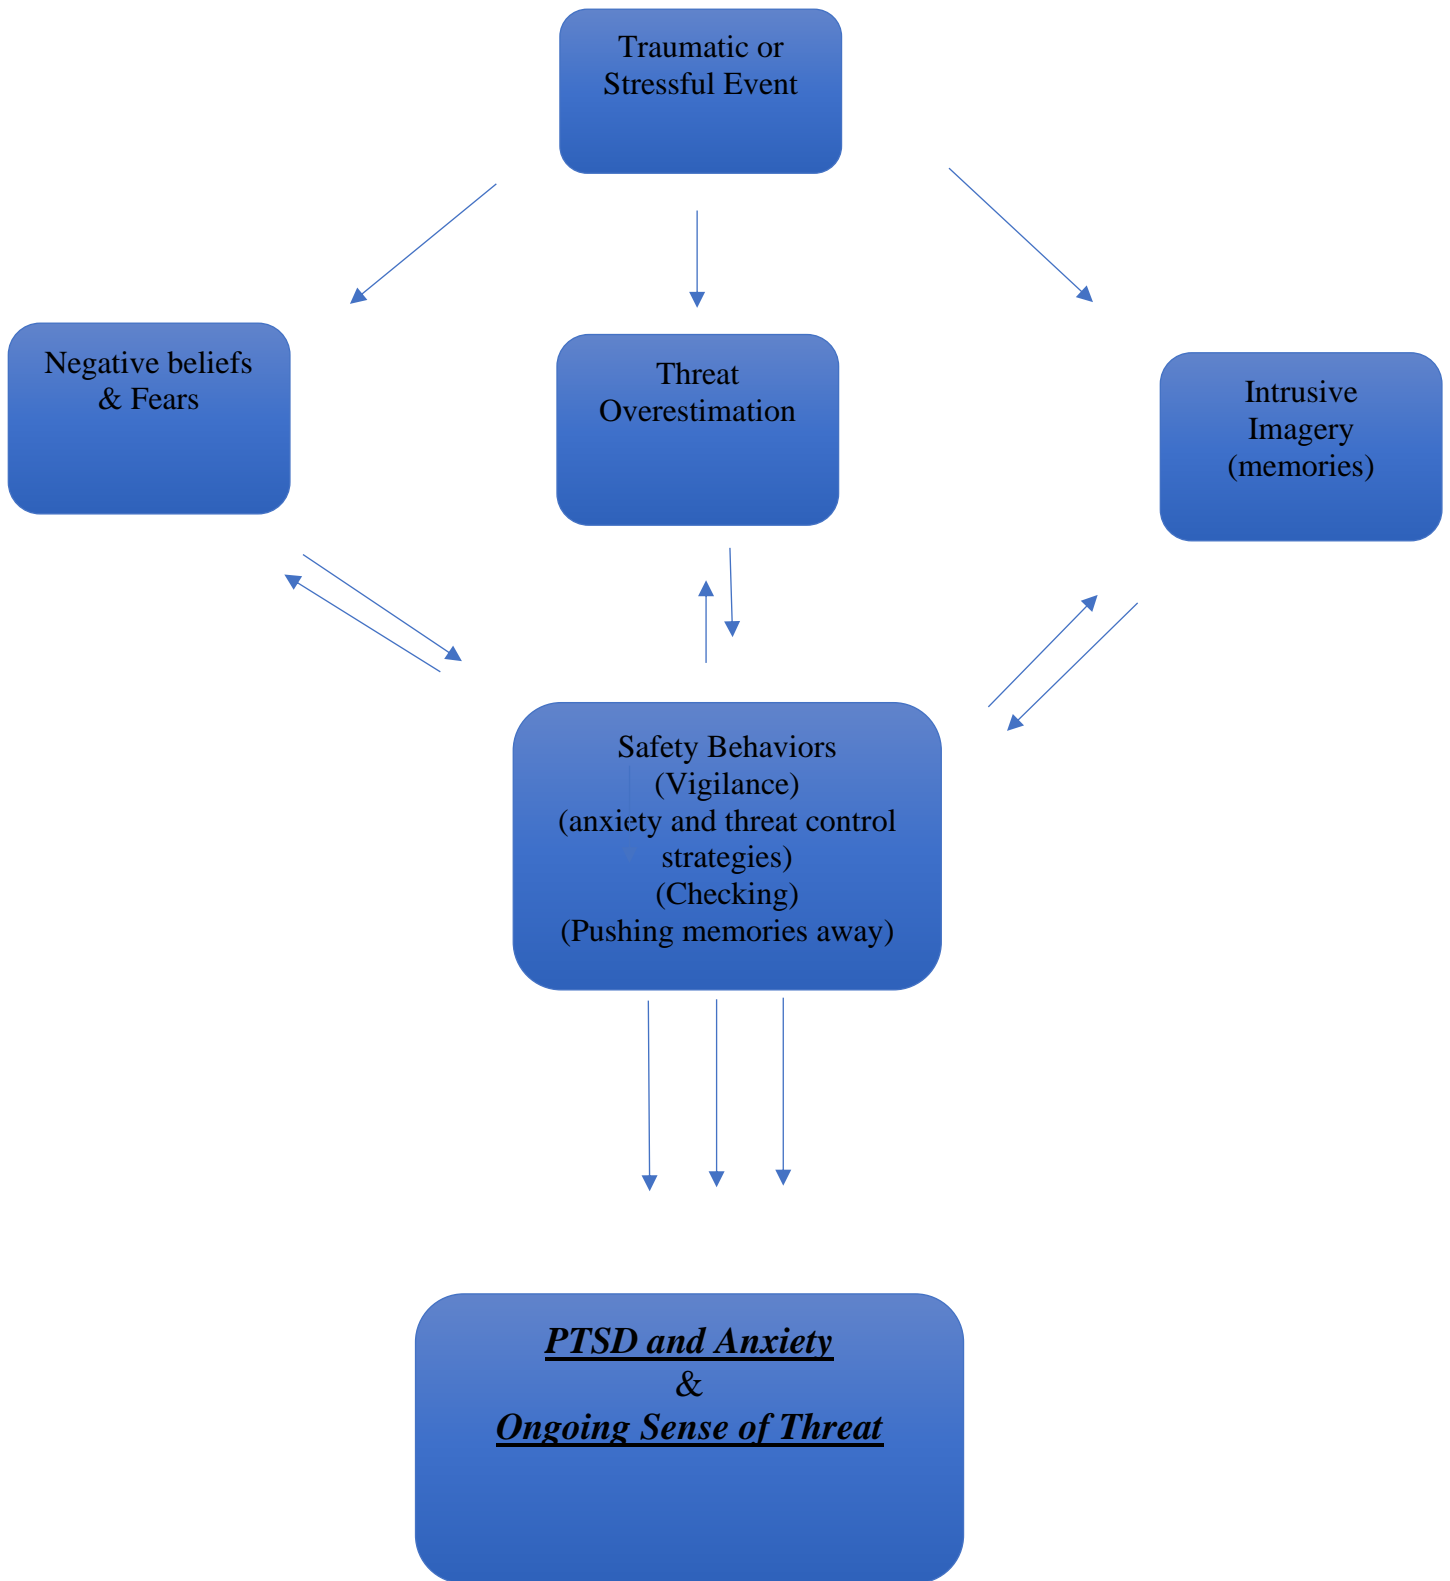 Traumatic or
Stressful Event
Negative beliefs
& Fears
Threat
Overestimation
Intrusive
Imagery
(memories)
Safety Behaviors
(Vigilance)
(anxiety and threat control
strategies)
(Checking)
(Pushing memories away)
PTSD and Anxiety
&
Ongoing Sense of Threat